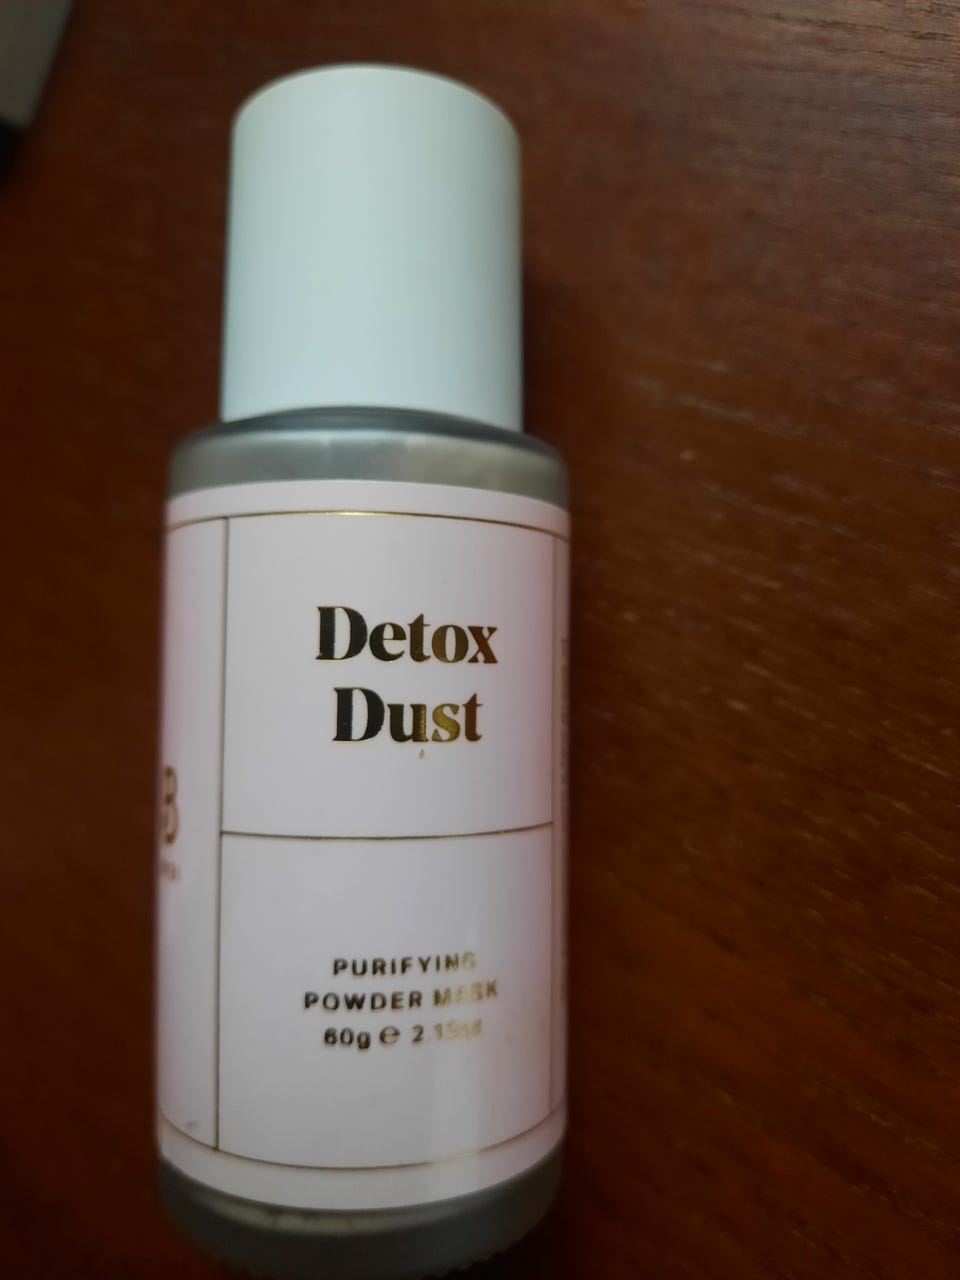 Detox
Dust
PURIFYING
POWDER MASK
60g e
B